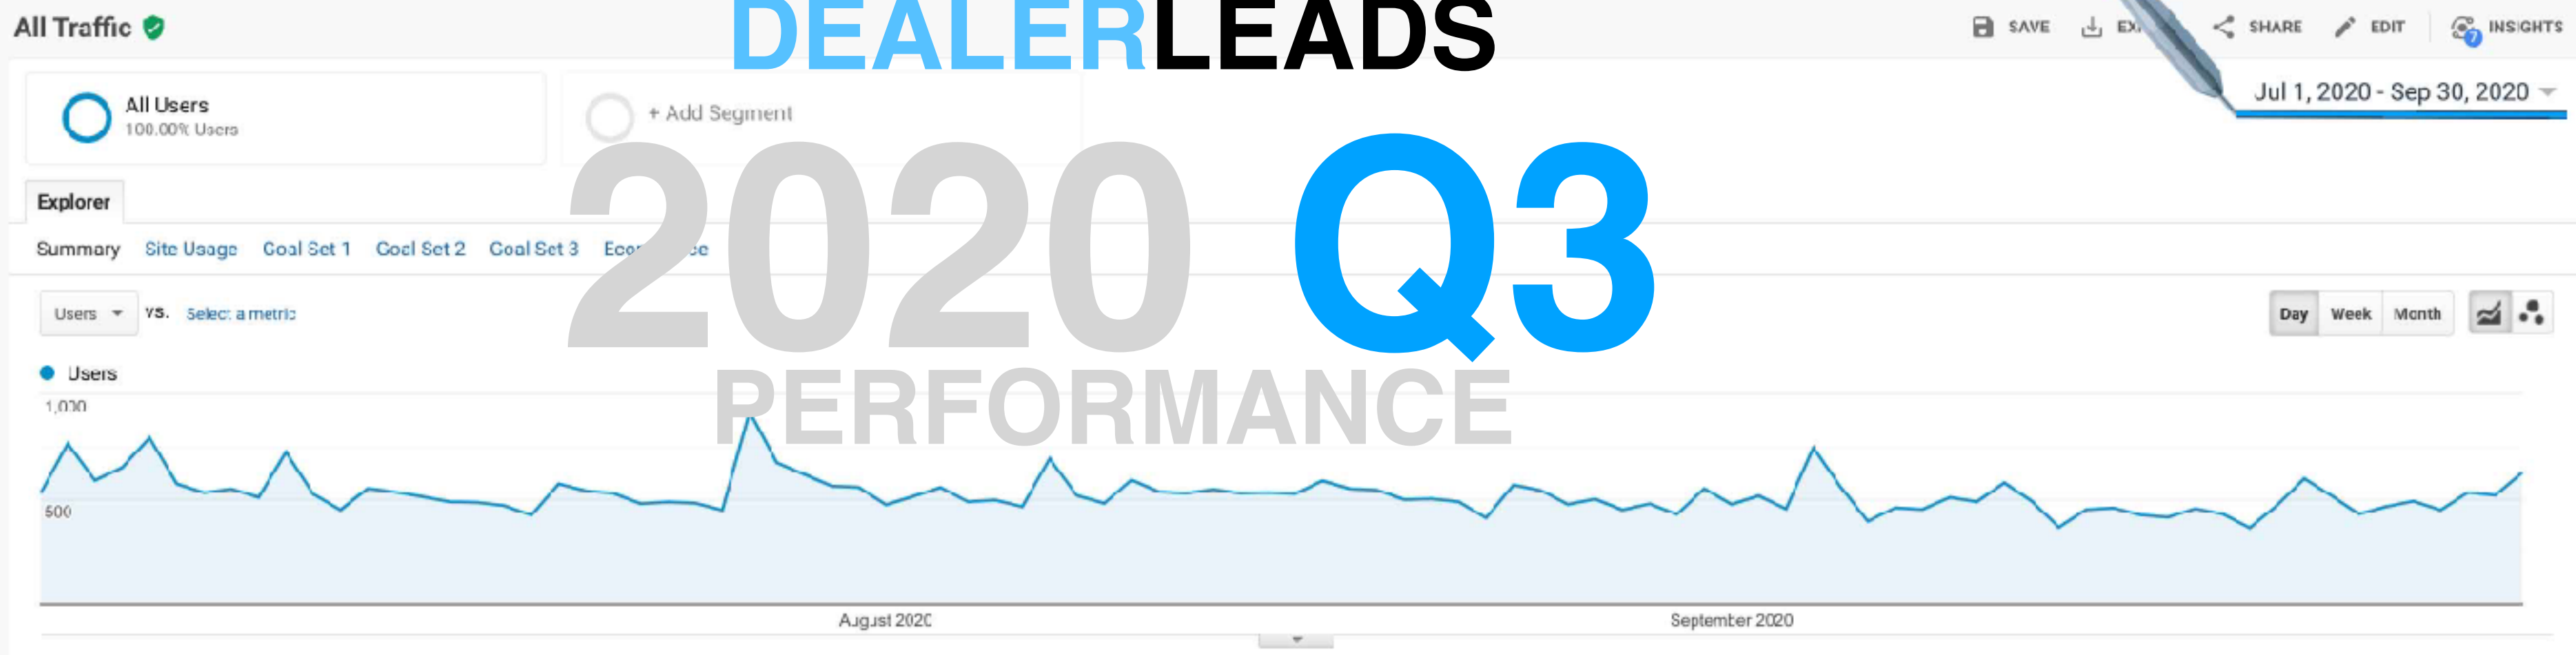 All Traffic
DEALERLEADS
SAVE
SHARE
EDIT
7
INSIGHTS
All Users
100.00% Users
+ Add Segment
Jul 1, 2020 - Sep 30, 2020
2020 Q3
Explorer
Summary Site Usage Goal Set 1 Goal Set 2 Goal Set 3
Users VS. Select a metric
Day Week Month
PERFORMANCE
Users
1,000
500
August 2020 September 2020